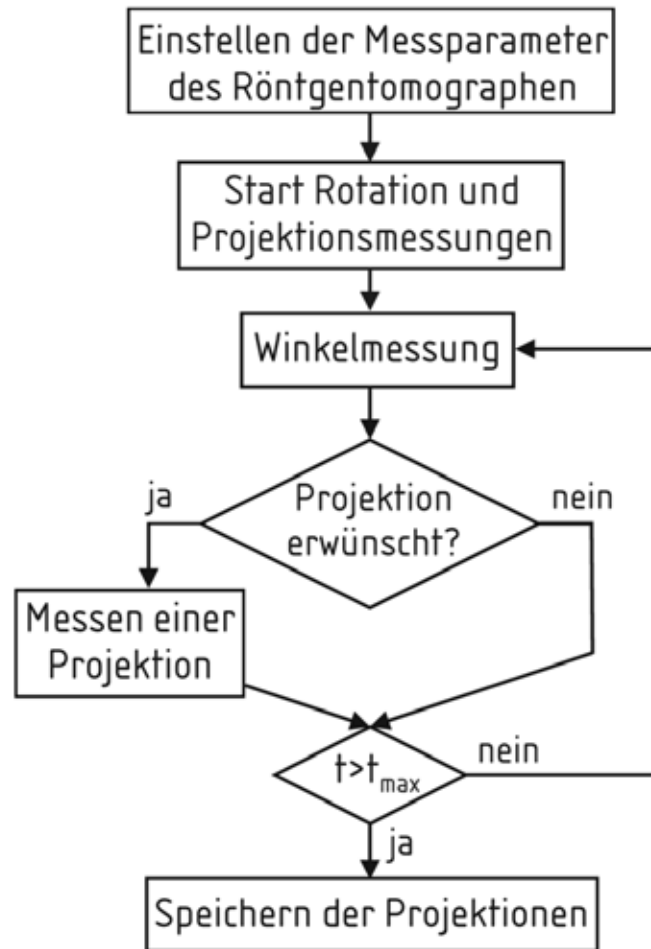 Einstellen der Messparameter
des Röntgentomographen
Start Rotation und
Projektionsmessungen
Winkelmessung
Projektion
erwünscht?
ja
nein
Messen einer
Projektion
t>tmax
nein
ja
Speichern der Projektionen